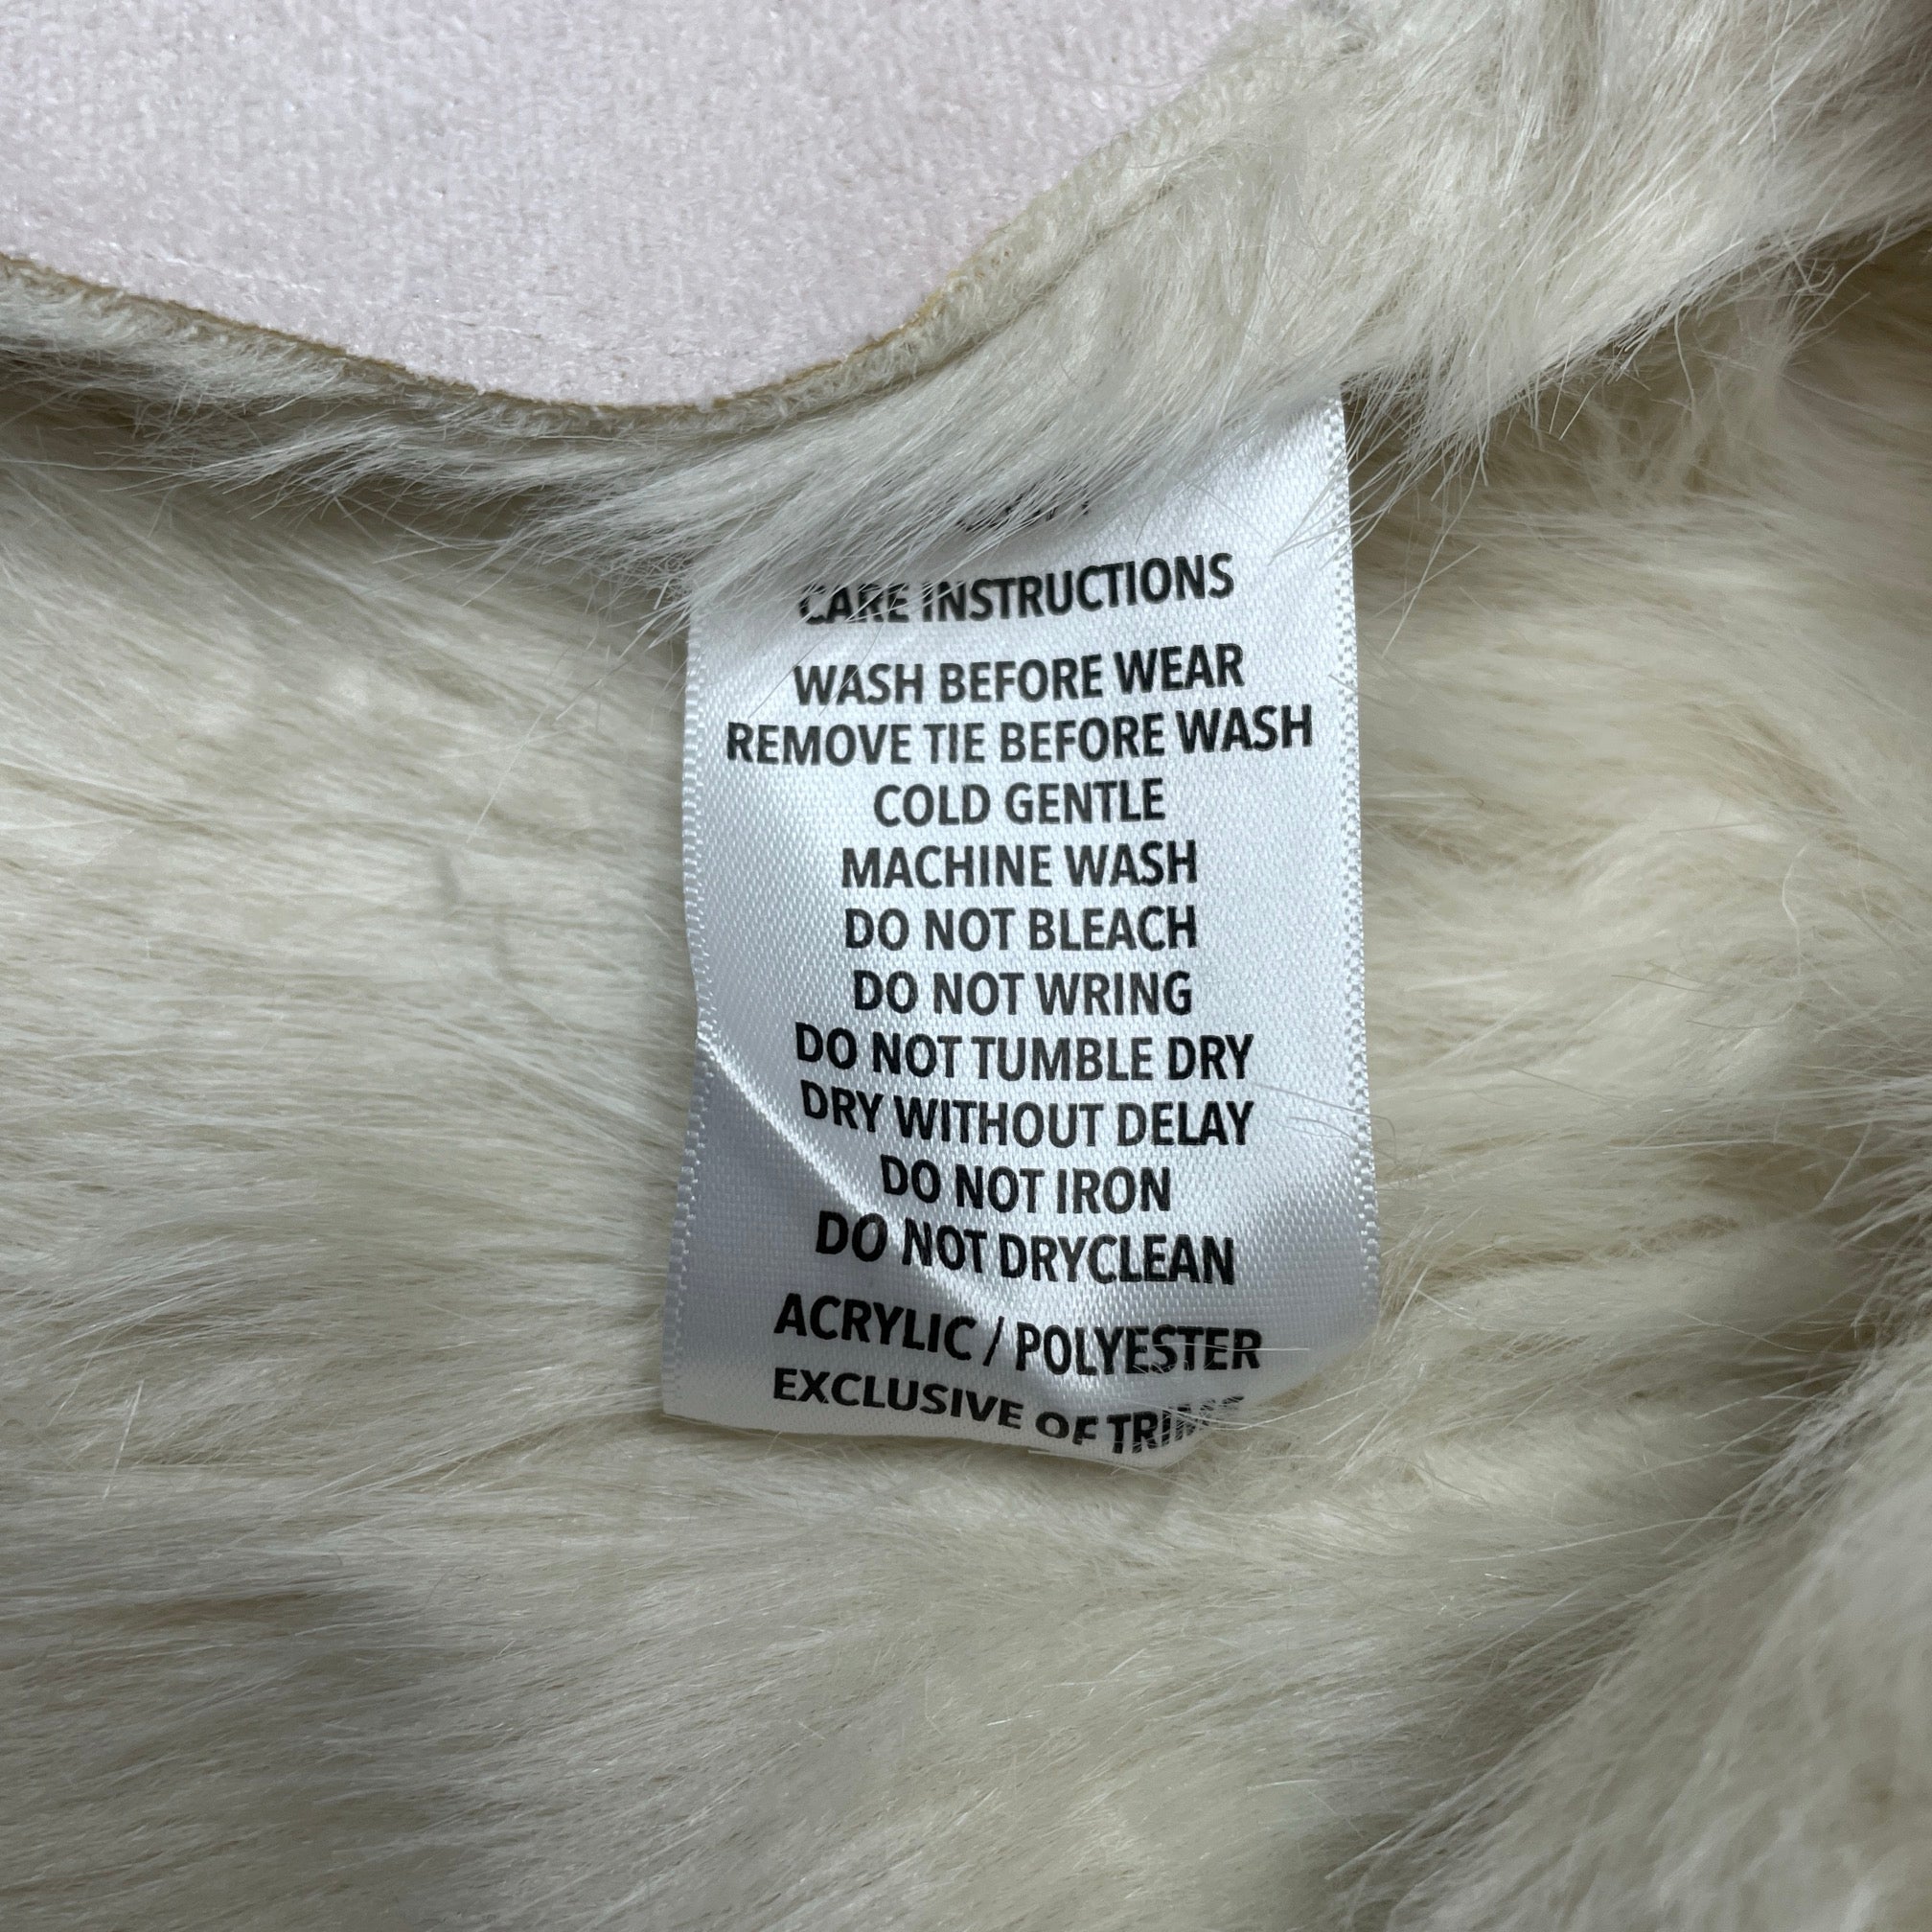 CARE INSTRUCTIONS
WASH BEFORE WEAR
REMOVE TIE BEFORE WASH
COLD GENTLE
MACHINE WASH
DO NOT BLEACH
DO NOT WRING
DO NOT TUMBLE DRY
DRY WITHOUT DELAY
DO NOT IRON
DO NOT DRYCLEAN
ACRYLIC / POLYESTER
EXCLUSIVE OF